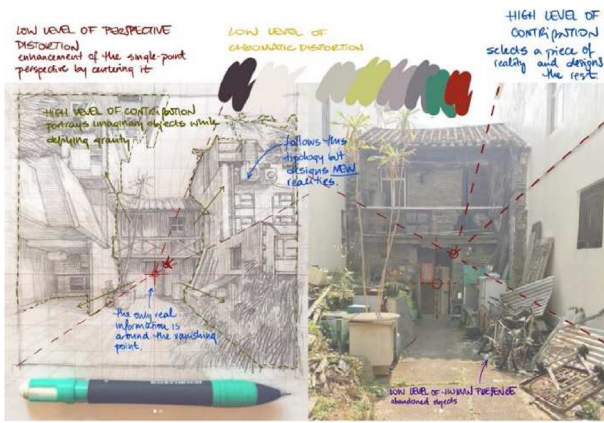 LOW LEVEL OF PERSPECTIVE
DISTORTION
enhancement of the single-point
perspective by centering it
LOW LEVEL OF
CHROMATIC DISTORTION
HIGH LEVEL OF
CONTRIBUTION
selects a piece of
reality and designs
the rest.
HIGH LEVEL OF CONTRIBUTION
portrays imaginary objects while
defying gravity.
follows this
tipology but
designs NEW
realities.
the only real
information is
around the vanishing
point.
LOW LEVEL OF HUMAN PRESENCE
abandoned objects